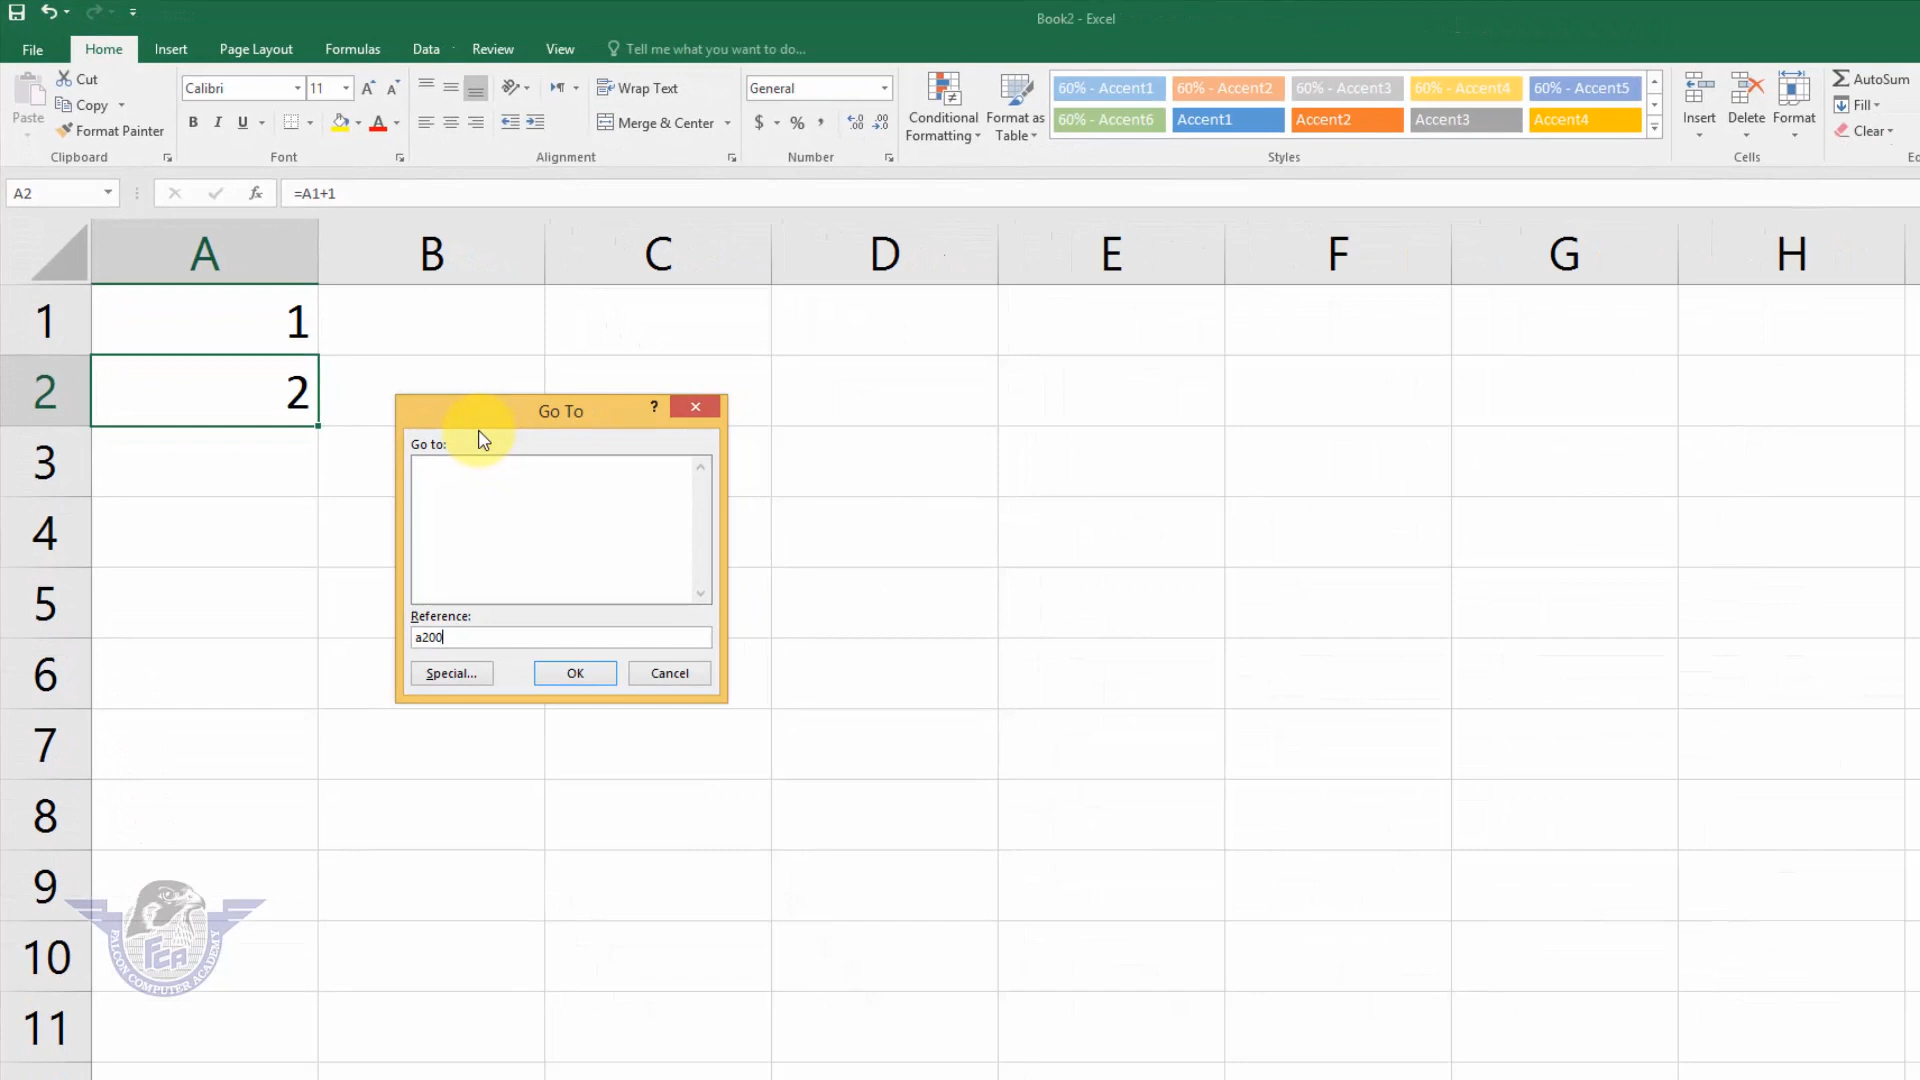 Book2 - Excel
File Home Insert Page Layout Formulas Data Review View Tell me what you want to do...
Paste
Cut
Copy
Format Painter
Clipboard
Calibri 11
B I U
Font
Wrap Text
Merge & Center
Alignment
General
$ % ,
Number
Conditional Formatting
Format as Table
60% - Accent1 60% - Accent2 60% - Accent3 60% - Accent4 60% - Accent5
60% - Accent6 Accent1 Accent2 Accent3 Accent4
Styles
Insert Delete Format
Cells
AutoSum
Fill
Clear
A2 fx =A1+1
A B C D E F G H
1 1
2 2
3
4
5
6
7
8
9
10
11
Go To
?
Go to:
Reference:
a200
Special... OK Cancel
FCA
FALCON COMPUTER ACADEMY